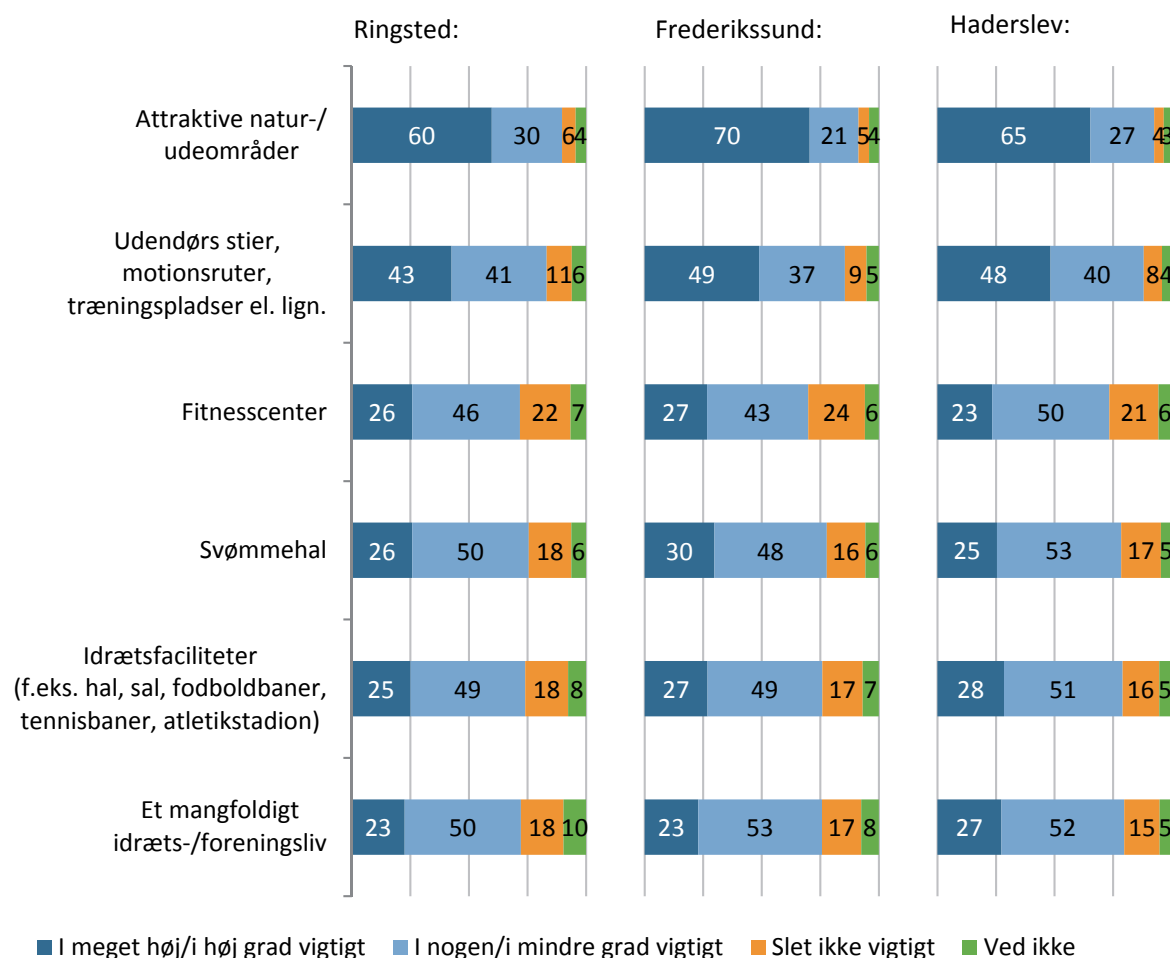 Ringsted: Frederikssund: Haderslev:
Attraktive natur-/
udeområder
60 30 6 4 70 21 5 4 65 27 4 3
Udendørs stier,
motionsruter,
træningspladser el. lign.
43 41 11 6 49 37 9 5 48 40 8 4
Fitnesscenter
26 46 22 7 27 43 24 6 23 50 21 6
Svømmehal
26 50 18 6 30 48 16 6 25 53 17 5
Idrætsfaciliteter
(f.eks. hal, sal, fodboldbaner,
tennisbaner, atletikstadion)
25 49 18 8 27 49 17 7 28 51 16 5
Et mangfoldigt
idræts-/foreningsliv
23 50 18 10 23 53 17 8 27 52 15 5
I meget høj/i høj grad vigtigt I nogen/i mindre grad vigtigt Slet ikke vigtigt Ved ikke